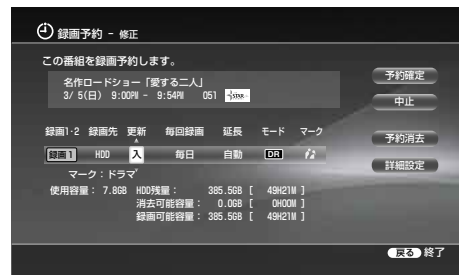 録画予約 - 修正
この番組を録画予約します。
名作ロードショー「愛する二人」
3/ 5(日) 9:00PM - 9:54PM 051 STAR
予約確定
中止
録画1･2 録画先 更新 毎回録画 延長 モード マーク
予約消去
録画1 HDD 入 毎日 自動 DR
詳細設定
マーク：ドラマ
使用容量： 7.8GB HDD残量： 385.5GB [ 49H21M ]
消去可能容量： 0.0GB [ 0H00M ]
録画可能容量： 385.5GB [ 49H21M ]
戻る 終了